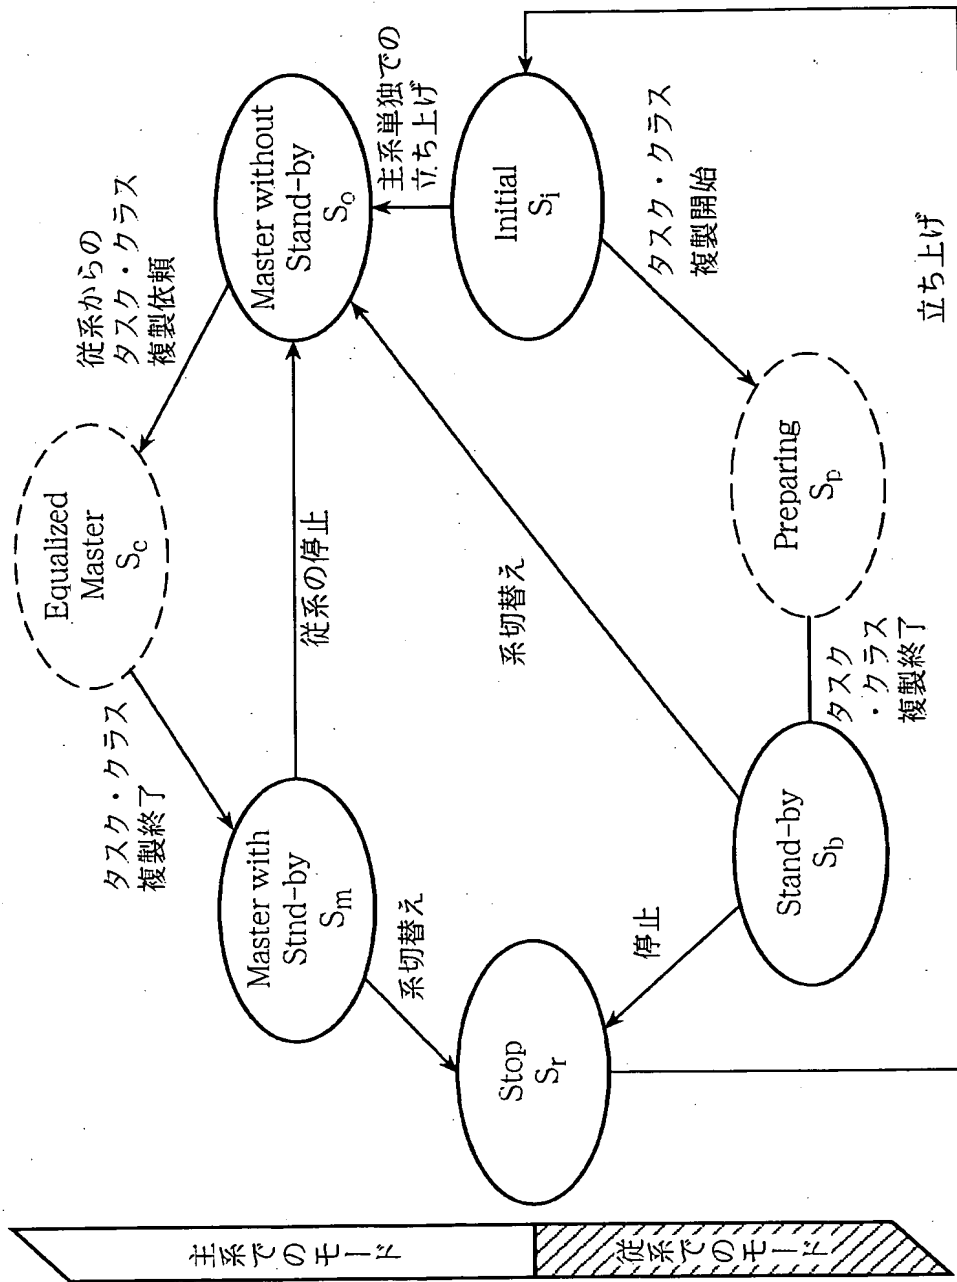 主系でのモード
従系でのモード
Equalized
Master
Sc
タスク・クラス
複製終了
従系からの
タスク・クラス
複製依頼
Master with
Stnd-by
Sm
従系の停止
Master without
Stand-by
So
系切替え
主系単独での
立ち上げ
Stop
Sr
系切替え
Initial
Si
停止
タスク・クラス
複製開始
Stand-by
Sb
タスク
・クラス
複製終了
Preparing
Sp
立ち上げ